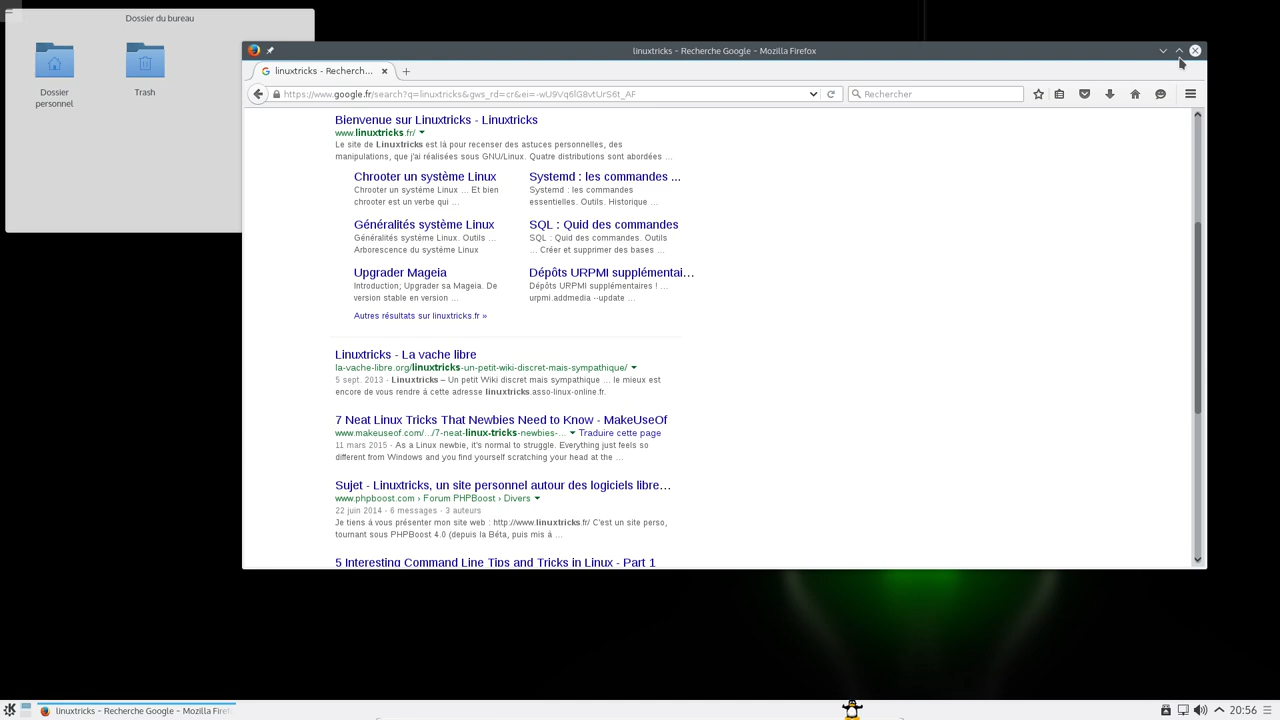 Dossier du bureau
Dossier
personnel
Trash
linuxtricks - Recherche Google - Mozilla Firefox
linuxtricks - Recherch...
https://www.google.fr/search?q=linuxtricks&gws_rd=cr&ei=-wU9Vq6lG8vtUrS6t_AF
Rechercher
Bienvenue sur Linuxtricks - Linuxtricks
www.linuxtricks.fr/
Le site de Linuxtricks est là pour recenser des astuces personnelles, des
manipulations, que j'ai réalisées sous GNU/Linux. Quatre distributions sont abordées ...
Chrooter un système Linux
Chrooter un système Linux ... Et bien
chrooter est un verbe qui ...
Systemd : les commandes ...
Systemd : les commandes
essentielles. Outils. Historique ...
Généralités système Linux
Généralités système Linux. Outils ...
Arborescence du système Linux
SQL : Quid des commandes
SQL : Quid des commandes. Outils
... Créer et supprimer des bases ...
Upgrader Mageia
Introduction; Upgrader sa Mageia. De
version stable en version ...
Dépôts URPMI supplémentai...
Dépôts URPMI supplémentaires ! ...
urpmi.addmedia --update ...
Autres résultats sur linuxtricks.fr »
Linuxtricks - La vache libre
la-vache-libre.org/linuxtricks-un-petit-wiki-discret-mais-sympathique/
5 sept. 2013 - Linuxtricks – Un petit Wiki discret mais sympathique ... le mieux est
encore de vous rendre à cette adresse linuxtricks.asso-linux-online.fr.
7 Neat Linux Tricks That Newbies Need to Know - MakeUseOf
www.makeuseof.com/.../7-neat-linux-tricks-newbies-... Traduire cette page
11 mars 2015 - As a Linux newbie, it's normal to struggle. Everything just feels so
different from Windows and you find yourself scratching your head at the ...
Sujet - Linuxtricks, un site personnel autour des logiciels libre...
www.phpboost.com › Forum PHPBoost › Divers
22 juin 2014 - 6 messages - 3 auteurs
Je tiens à vous présenter mon site web : http://www.linuxtricks.fr/ C'est un site perso,
tournant sous PHPBoost 4.0 (depuis la Béta, puis mis à ...
5 Interesting Command Line Tips and Tricks in Linux - Part 1
linuxtricks - Recherche Google - Mozilla Firef
20:56